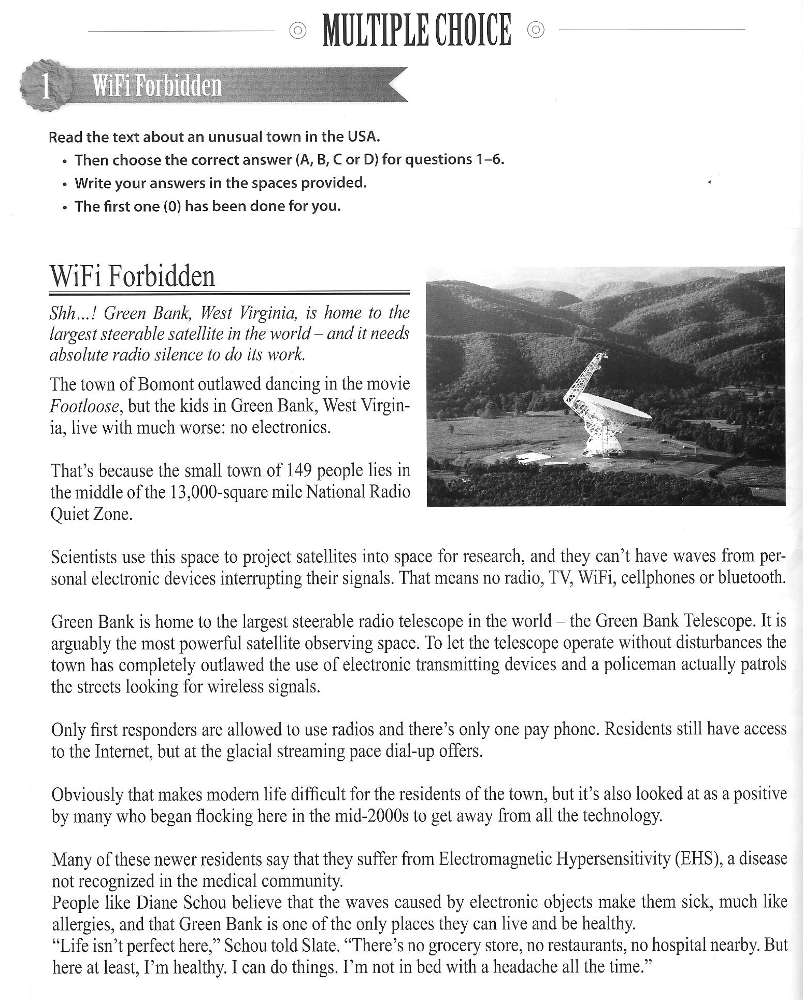 MULTIPLE CHOICE
1 WiFi Forbidden
Read the text about an unusual town in the USA.
• Then choose the correct answer (A, B, C or D) for questions 1–6.
• Write your answers in the spaces provided.
• The first one (0) has been done for you.
WiFi Forbidden
Shh...! Green Bank, West Virginia, is home to the
largest steerable satellite in the world – and it needs
absolute radio silence to do its work.
The town of Bomont outlawed dancing in the movie
Footloose, but the kids in Green Bank, West Virgin-
ia, live with much worse: no electronics.
That's because the small town of 149 people lies in
the middle of the 13,000-square mile National Radio
Quiet Zone.
Scientists use this space to project satellites into space for research, and they can't have waves from per-
sonal electronic devices interrupting their signals. That means no radio, TV, WiFi, cellphones or bluetooth.
Green Bank is home to the largest steerable radio telescope in the world – the Green Bank Telescope. It is
arguably the most powerful satellite observing space. To let the telescope operate without disturbances the
town has completely outlawed the use of electronic transmitting devices and a policeman actually patrols
the streets looking for wireless signals.
Only first responders are allowed to use radios and there's only one pay phone. Residents still have access
to the Internet, but at the glacial streaming pace dial-up offers.
Obviously that makes modern life difficult for the residents of the town, but it's also looked at as a positive
by many who began flocking here in the mid-2000s to get away from all the technology.
Many of these newer residents say that they suffer from Electromagnetic Hypersensitivity (EHS), a disease
not recognized in the medical community.
People like Diane Schou believe that the waves caused by electronic objects make them sick, much like
allergies, and that Green Bank is one of the only places they can live and be healthy.
“Life isn't perfect here,” Schou told Slate. “There's no grocery store, no restaurants, no hospital nearby. But
here at least, I'm healthy. I can do things. I'm not in bed with a headache all the time.”